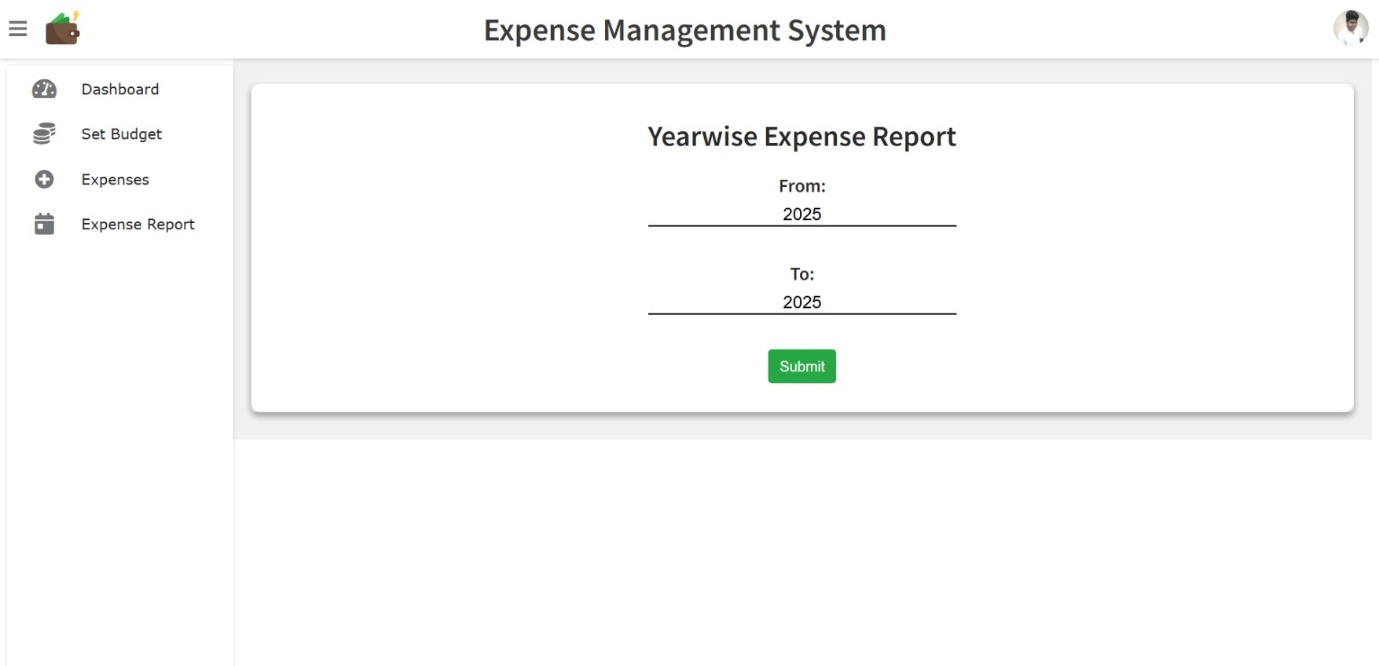 Expense Management System
Dashboard
Set Budget
Expenses
Expense Report
Yearwise Expense Report
From:
2025
To:
2025
Submit